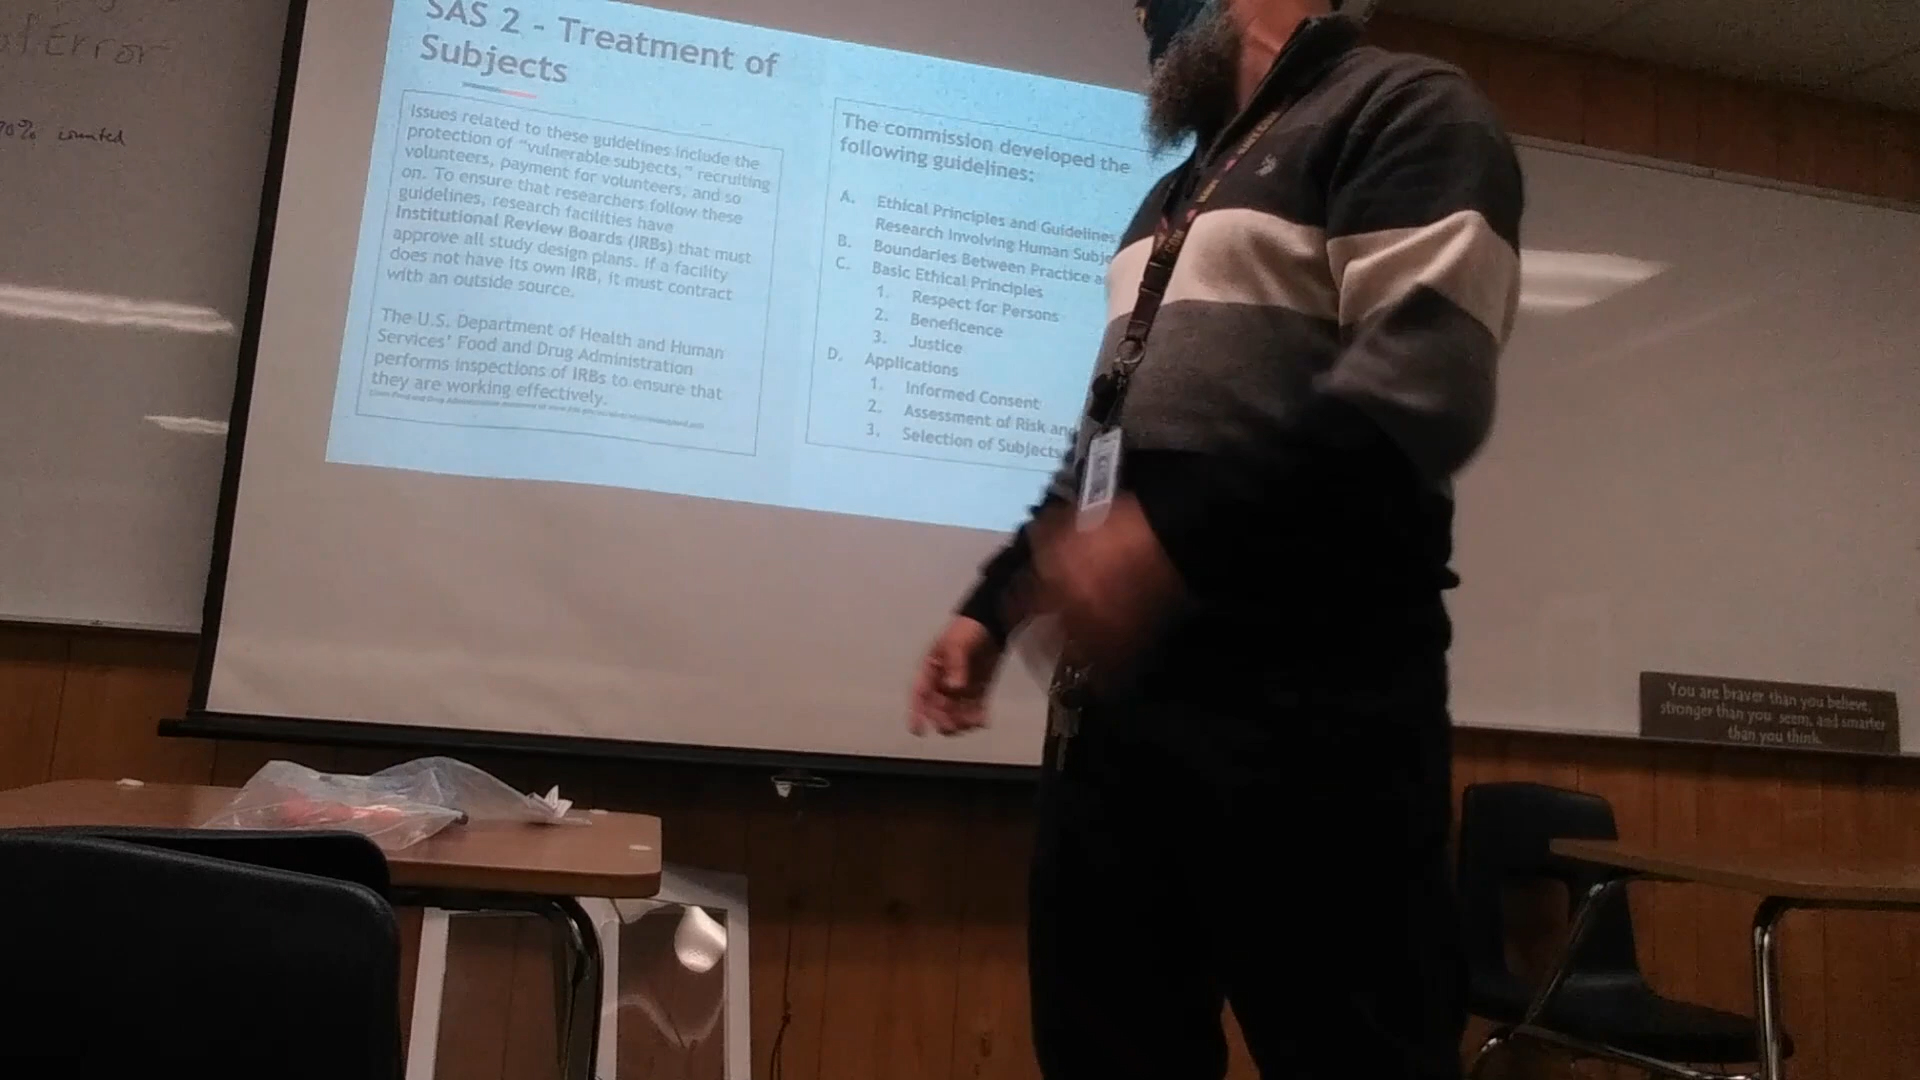 of Error
90% counted
SAS 2 - Treatment of
Subjects
Issues related to these guidelines include the
protection of "vulnerable subjects," recruiting
volunteers, payment for volunteers, and so
on. To ensure that researchers follow these
guidelines, research facilities have
Institutional Review Boards (IRBs) that must
approve all study design plans. If a facility
does not have its own IRB, it must contract
with an outside source.
The U.S. Department of Health and Human
Services' Food and Drug Administration
performs inspections of IRBs to ensure that
they are working effectively.
The commission developed the
following guidelines:
A. Ethical Principles and Guidelines
Research Involving Human Subje
B. Boundaries Between Practice a
C. Basic Ethical Principles
1. Respect for Persons
2. Beneficence
3. Justice
D. Applications
1. Informed Consent
2. Assessment of Risk and
3. Selection of Subjects
You are braver than you believe,
stronger than you seem, and smarter
than you think.